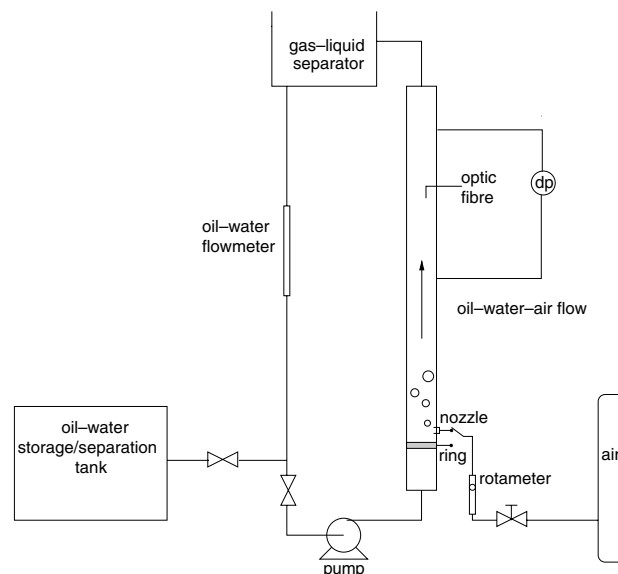 gas–liquid
separator
optic
fibre
dp
oil–water
flowmeter
oil–water–air flow
oil–water
storage/separation
tank
nozzle
ring
rotameter
air
pump